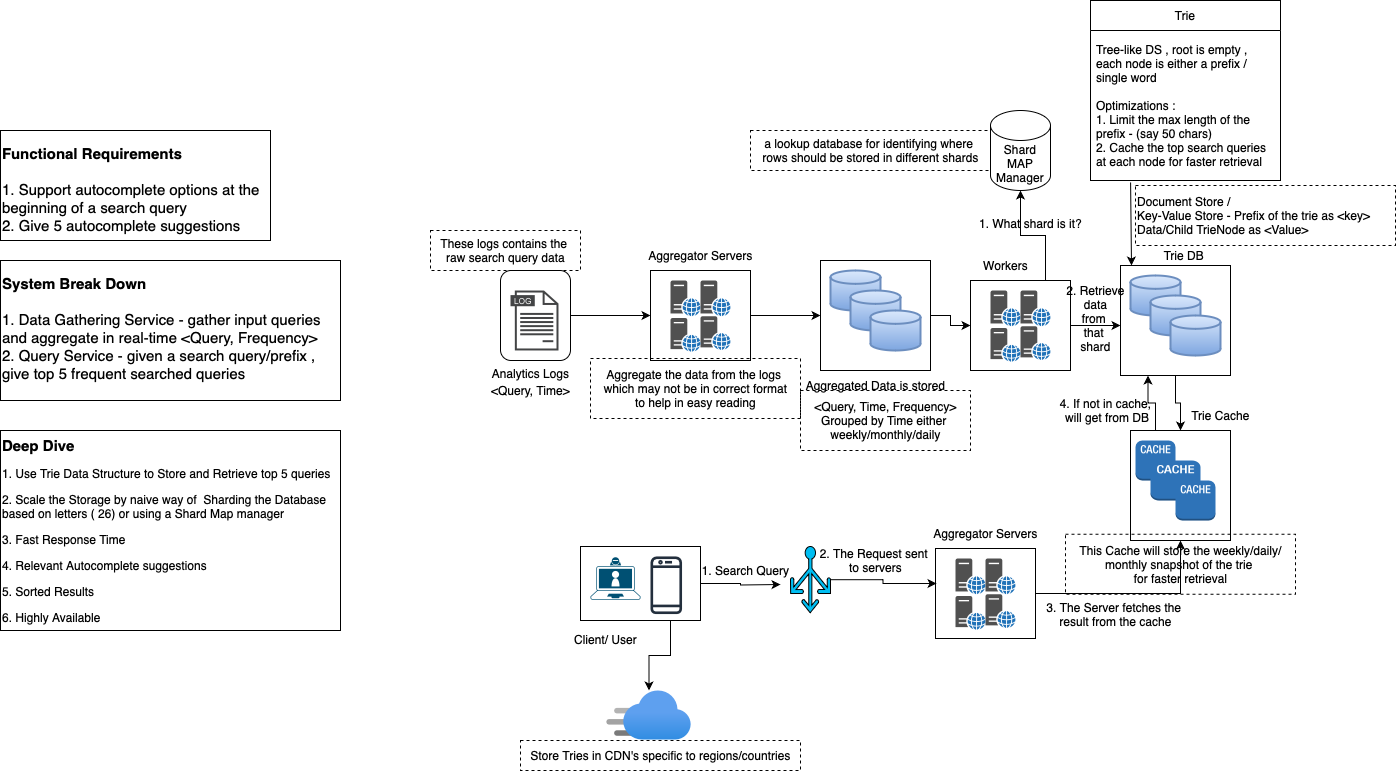 Trie
Tree-like DS , root is empty ,
each node is either a prefix /
single word
Optimizations :
1. Limit the max length of the
prefix - (say 50 chars)
2. Cache the top search queries
at each node for faster retrieval
Functional Requirements
1. Support autocomplete options at the
beginning of a search query
2. Give 5 autocomplete suggestions
System Break Down
1. Data Gathering Service - gather input queries
and aggregate in real-time <Query, Frequency>
2. Query Service - given a search query/prefix ,
give top 5 frequent searched queries
Deep Dive
1. Use Trie Data Structure to Store and Retrieve top 5 queries
2. Scale the Storage by naive way of  Sharding the Database
based on letters ( 26) or using a Shard Map manager
3. Fast Response Time
4. Relevant Autocomplete suggestions
5. Sorted Results
6. Highly Available
a lookup database for identifying where
rows should be stored in different shards
Shard
MAP
Manager
Document Store /
Key-Value Store - Prefix of the trie as <key>
Data/Child TrieNode as <Value>
1. What shard is it?
These logs contains the
raw search query data
LOG
Analytics Logs
<Query, Time>
Aggregator Servers
Aggregate the data from the logs
which may not be in correct format
to help in easy reading
Aggregated Data is stored
<Query, Time, Frequency>
Grouped by Time either
weekly/monthly/daily
Workers
2. Retrieve
data
from
that
shard
Trie DB
4. If not in cache,
will get from DB
Trie Cache
CACHE
CACHE
CACHE
This Cache will store the weekly/daily/
monthly snapshot of the trie
for faster retrieval
Client/ User
1. Search Query
2. The Request sent
to servers
Aggregator Servers
3. The Server fetches the
result from the cache
Store Tries in CDN's specific to regions/countries